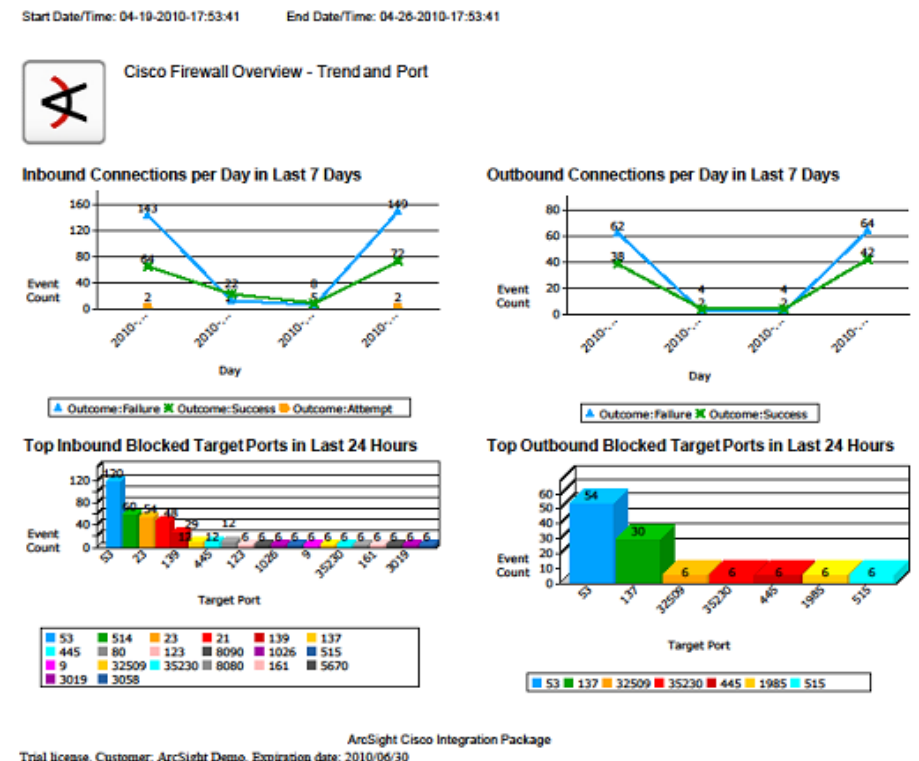 Start Date/Time: 04-19-2010-17:53:41 End Date/Time: 04-26-2010-17:53:41
Cisco Firewall Overview - Trend and Port
Inbound Connections per Day in Last 7 Days
160
120
80
40
0
Event
Count
143
64
2
22
8
5
149
72
2
2010-...
2010-...
2010-...
2010-...
Day
Outcome:Failure Outcome:Success Outcome:Attempt
Outbound Connections per Day in Last 7 Days
80
60
40
20
0
Event
Count
62
38
4
2
4
2
64
42
2010-...
2010-...
2010-...
2010-...
Day
Outcome:Failure Outcome:Success
Top Inbound Blocked Target Ports in Last 24 Hours
120
80
40
0
Event
Count
120
60
54
48
29
12
12
12
6 6 6 6 6 6 6 6 6 6
53 23 139 445 123 1026 9 35230 161 3019
Target Port
53 514 23 21 139 137
445 80 123 8090 1026 515
9 32509 35230 8080 161 5670
3019 3058
Top Outbound Blocked Target Ports in Last 24 Hours
60
50
40
30
20
10
0
Event
Count
54
30
6 6 6 6 6
53 137 32509 35230 445 1985 515
Target Port
53 137 32509 35230 445 1985 515
ArcSight Cisco Integration Package
Trial license. Customer: ArcSight Demo. Expiration date: 2010/06/30